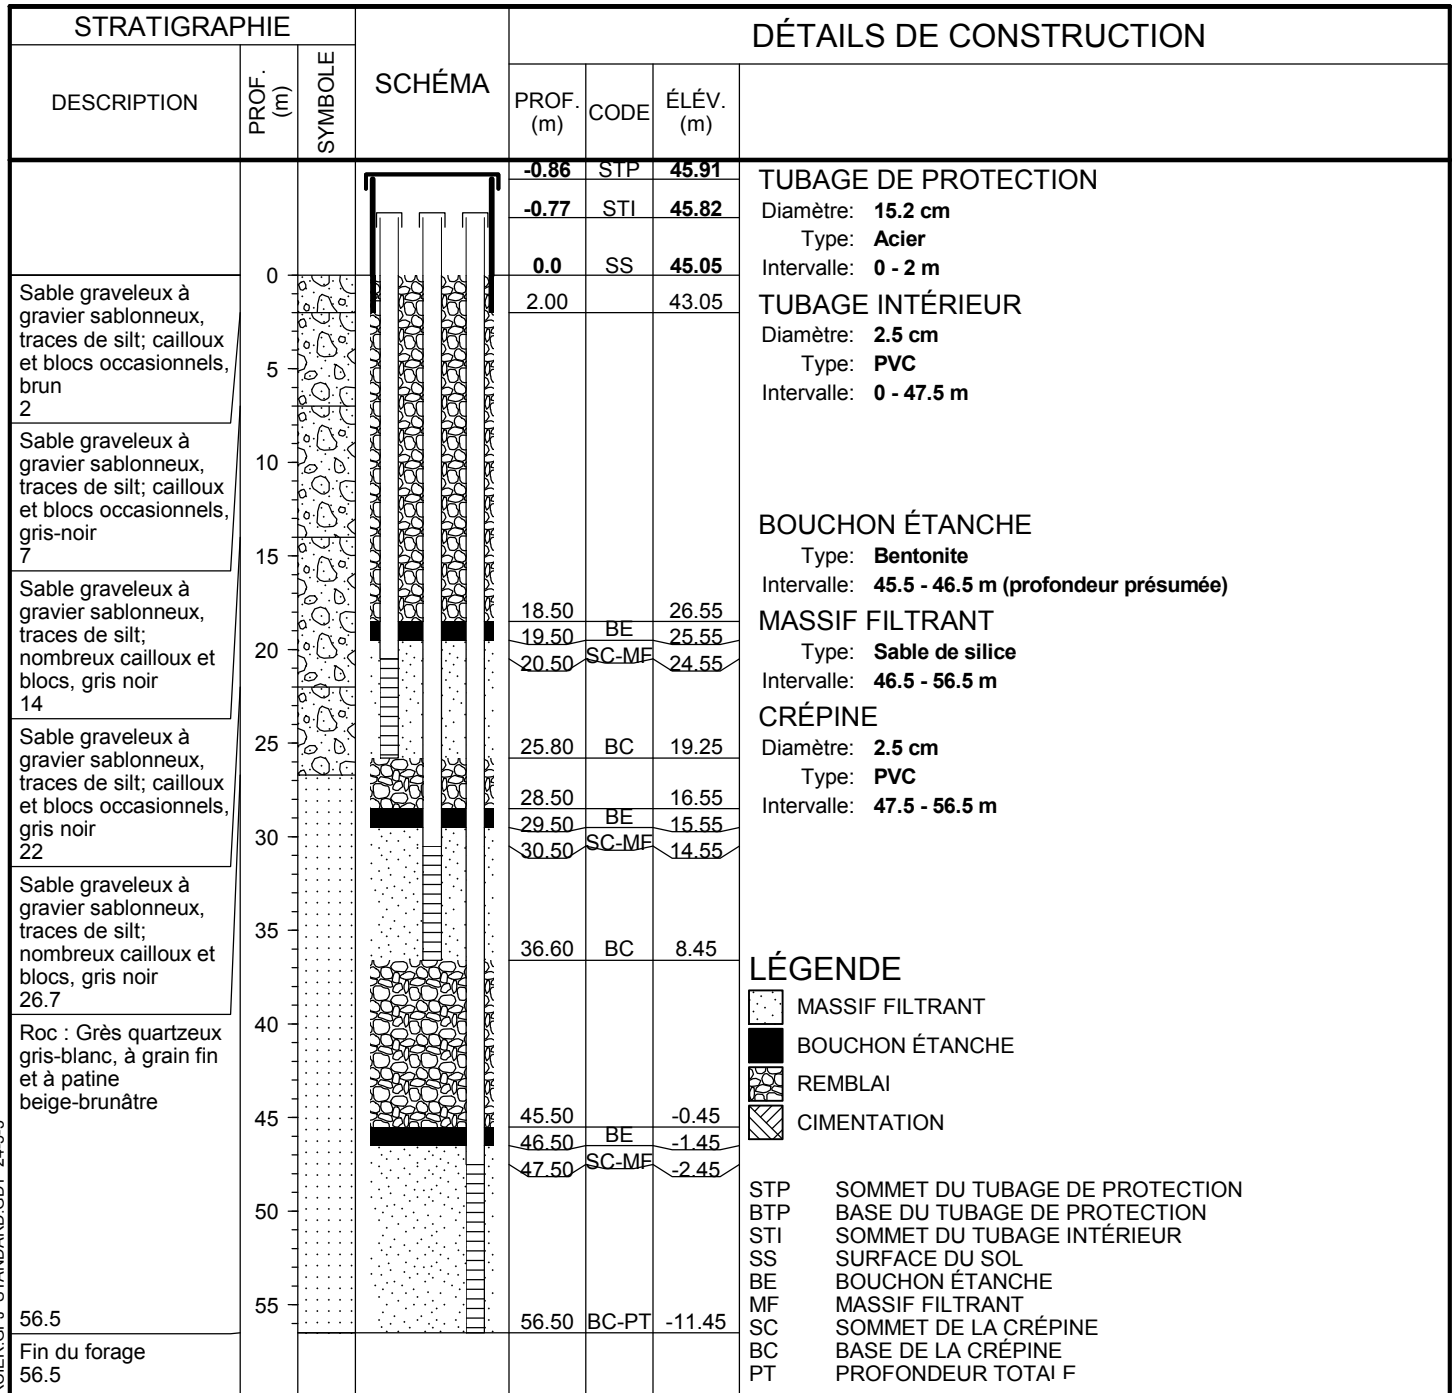 STRATIGRAPHIE
DESCRIPTION
PROF. (m)
SYMBOLE
SCHÉMA
DÉTAILS DE CONSTRUCTION
PROF. (m)
CODE
ÉLÉV. (m)
-0.86 STP 45.91
-0.77 STI 45.82
0.0 SS 45.05
2.00 43.05
18.50 26.55
BE
19.50 25.55
SC-MF
20.50 24.55
25.80 BC 19.25
28.50 16.55
BE
29.50 15.55
SC-MF
30.50 14.55
36.60 BC 8.45
45.50 -0.45
BE
46.50 -1.45
SC-MF
47.50 -2.45
56.50 BC-PT -11.45
Sable graveleux à
gravier sablonneux,
traces de silt; cailloux
et blocs occasionnels,
brun
2
Sable graveleux à
gravier sablonneux,
traces de silt; cailloux
et blocs occasionnels,
gris-noir
7
Sable graveleux à
gravier sablonneux,
traces de silt;
nombreux cailloux et
blocs, gris noir
14
Sable graveleux à
gravier sablonneux,
traces de silt; cailloux
et blocs occasionnels,
gris noir
22
Sable graveleux à
gravier sablonneux,
traces de silt;
nombreux cailloux et
blocs, gris noir
26.7
Roc : Grès quartzeux
gris-blanc, à grain fin
et à patine
beige-brunâtre
56.5
Fin du forage
56.5
0
5
10
15
20
25
30
35
40
45
50
55
TUBAGE DE PROTECTION
Diamètre: 15.2 cm
Type: Acier
Intervalle: 0 - 2 m
TUBAGE INTÉRIEUR
Diamètre: 2.5 cm
Type: PVC
Intervalle: 0 - 47.5 m
BOUCHON ÉTANCHE
Type: Bentonite
Intervalle: 45.5 - 46.5 m (profondeur présumée)
MASSIF FILTRANT
Type: Sable de silice
Intervalle: 46.5 - 56.5 m
CRÉPINE
Diamètre: 2.5 cm
Type: PVC
Intervalle: 47.5 - 56.5 m
LÉGENDE
MASSIF FILTRANT
BOUCHON ÉTANCHE
REMBLAI
CIMENTATION
STP SOMMET DU TUBAGE DE PROTECTION
BTP BASE DU TUBAGE DE PROTECTION
STI SOMMET DU TUBAGE INTÉRIEUR
SS SURFACE DU SOL
BE BOUCHON ÉTANCHE
MF MASSIF FILTRANT
SC SOMMET DE LA CRÉPINE
BC BASE DE LA CRÉPINE
PT PROFONDEUR TOTALE